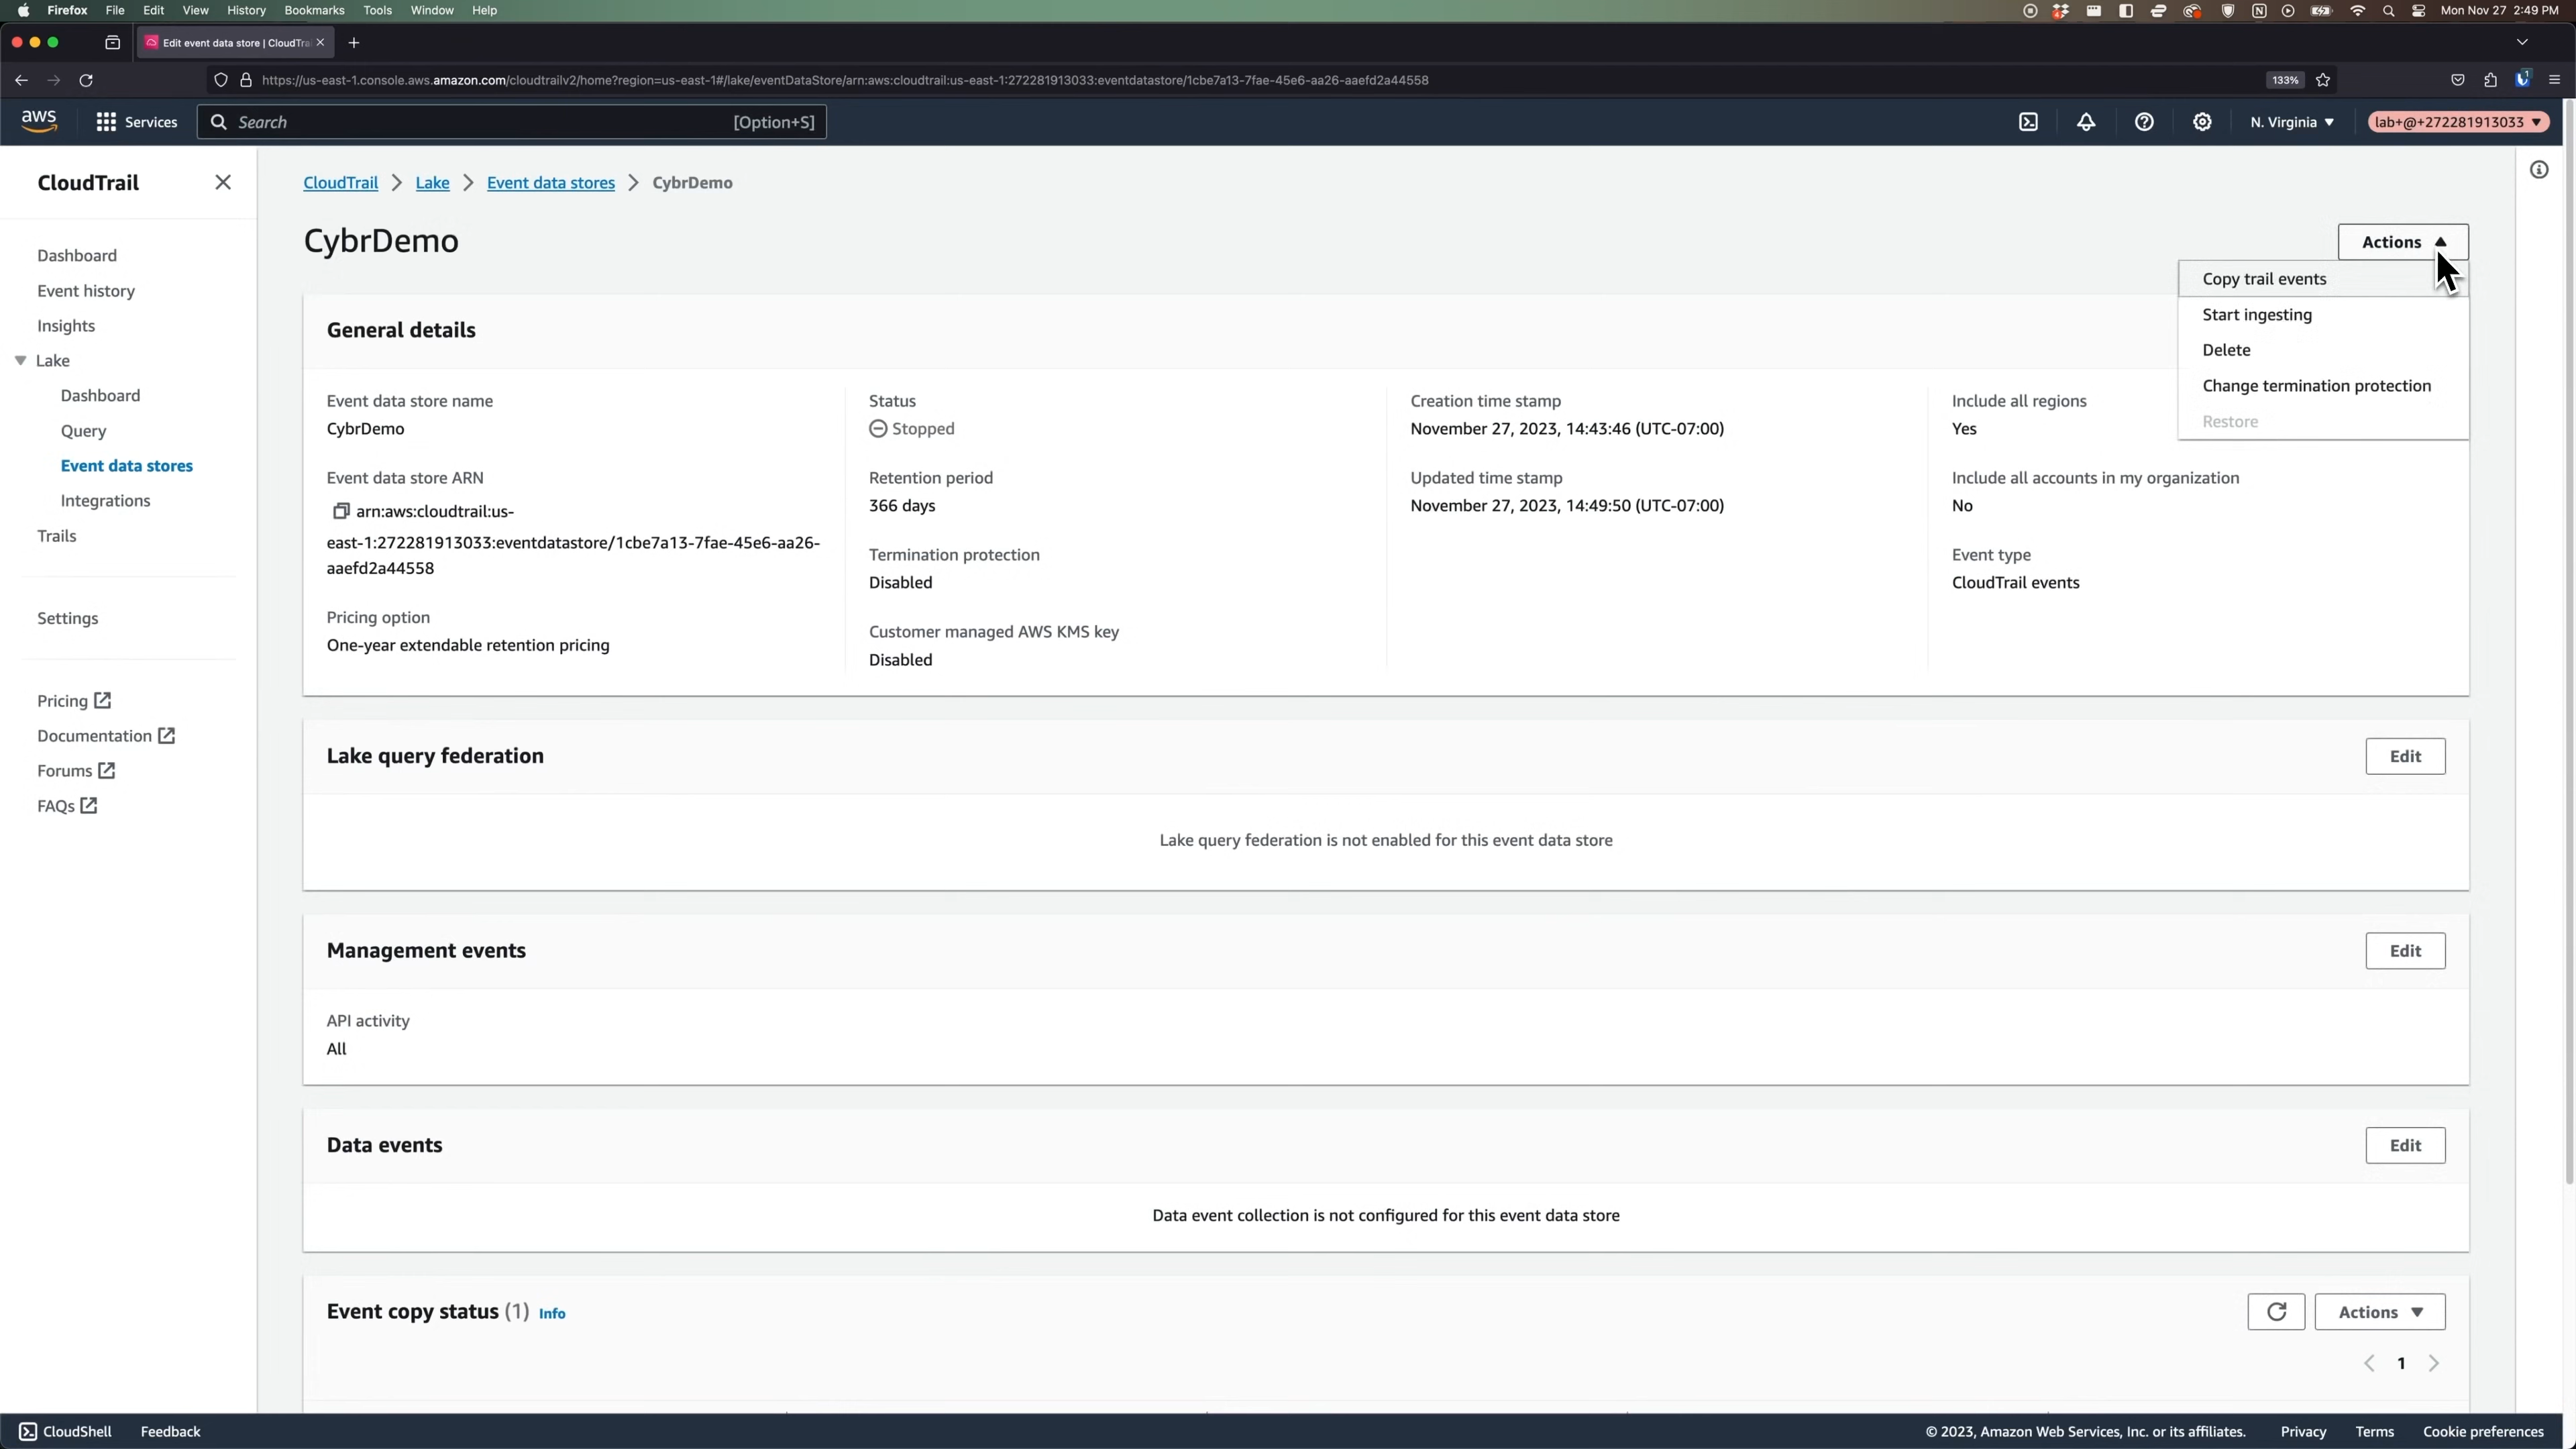 Firefox File Edit View History Bookmarks Tools Window Help
Mon Nov 27 2:49 PM
Edit event data store | CloudTra
https://us-east-1.console.aws.amazon.com/cloudtrailv2/home?region=us-east-1#/lake/eventDataStore/arn:aws:cloudtrail:us-east-1:272281913033:eventdatastore/1cbe7a13-7fae-45e6-aa26-aaefd2a44558
133%
aws
Services
Search
[Option+S]
N. Virginia
lab+@+272281913033
CloudTrail
Dashboard
Event history
Insights
Lake
Dashboard
Query
Event data stores
Integrations
Trails
Settings
Pricing
Documentation
Forums
FAQs
CloudTrail > Lake > Event data stores > CybrDemo
CybrDemo
Actions
Copy trail events
Start ingesting
Delete
Change termination protection
Restore
General details
Event data store name
CybrDemo
Event data store ARN
arn:aws:cloudtrail:us-
east-1:272281913033:eventdatastore/1cbe7a13-7fae-45e6-aa26-
aaefd2a44558
Pricing option
One-year extendable retention pricing
Status
Stopped
Retention period
366 days
Termination protection
Disabled
Customer managed AWS KMS key
Disabled
Creation time stamp
November 27, 2023, 14:43:46 (UTC-07:00)
Updated time stamp
November 27, 2023, 14:49:50 (UTC-07:00)
Include all regions
Yes
Include all accounts in my organization
No
Event type
CloudTrail events
Lake query federation
Edit
Lake query federation is not enabled for this event data store
Management events
Edit
API activity
All
Data events
Edit
Data event collection is not configured for this event data store
Event copy status (1) Info
Actions
1
CloudShell
Feedback
© 2023, Amazon Web Services, Inc. or its affiliates.
Privacy
Terms
Cookie preferences